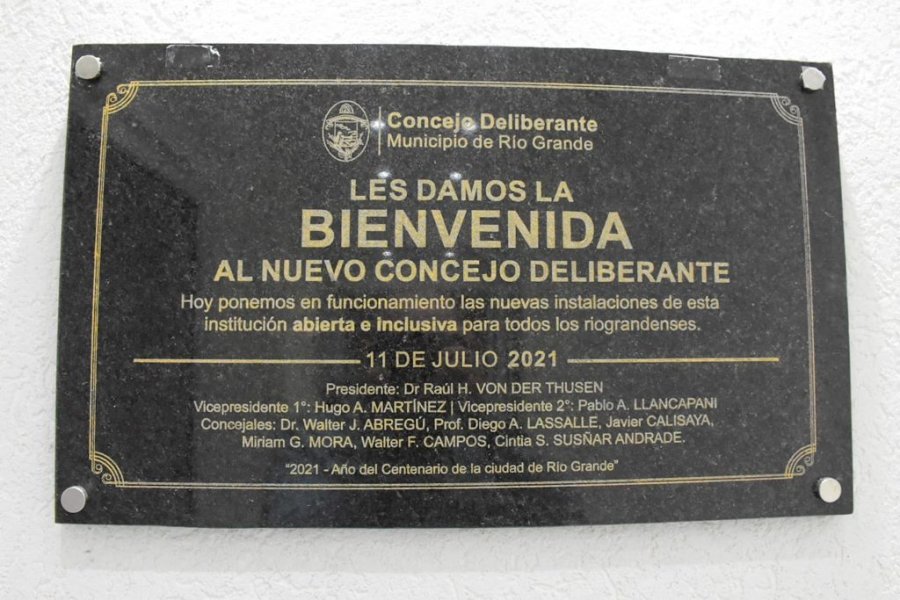 Concejo Deliberante
Municipio de Río Grande
LES DAMOS LA
BIENVENIDA
AL NUEVO CONCEJO DELIBERANTE
Hoy ponemos en funcionamiento las nuevas instalaciones de esta
institución abierta e inclusiva para todos los riograndenses.
11 DE JULIO 2021
Presidente: Dr Raúl H. VON DER THUSEN
Vicepresidente 1°: Hugo A. MARTÍNEZ | Vicepresidente 2°: Pablo A. LLANCAPANI
Concejales: Dr. Walter J. ABREGÚ, Prof. Diego A. LASSALLE, Javier CALISAYA,
Miriam G. MORA, Walter F. CAMPOS, Cintia S. SUSÑAR ANDRADE.
"2021 - Año del Centenario de la ciudad de Río Grande"